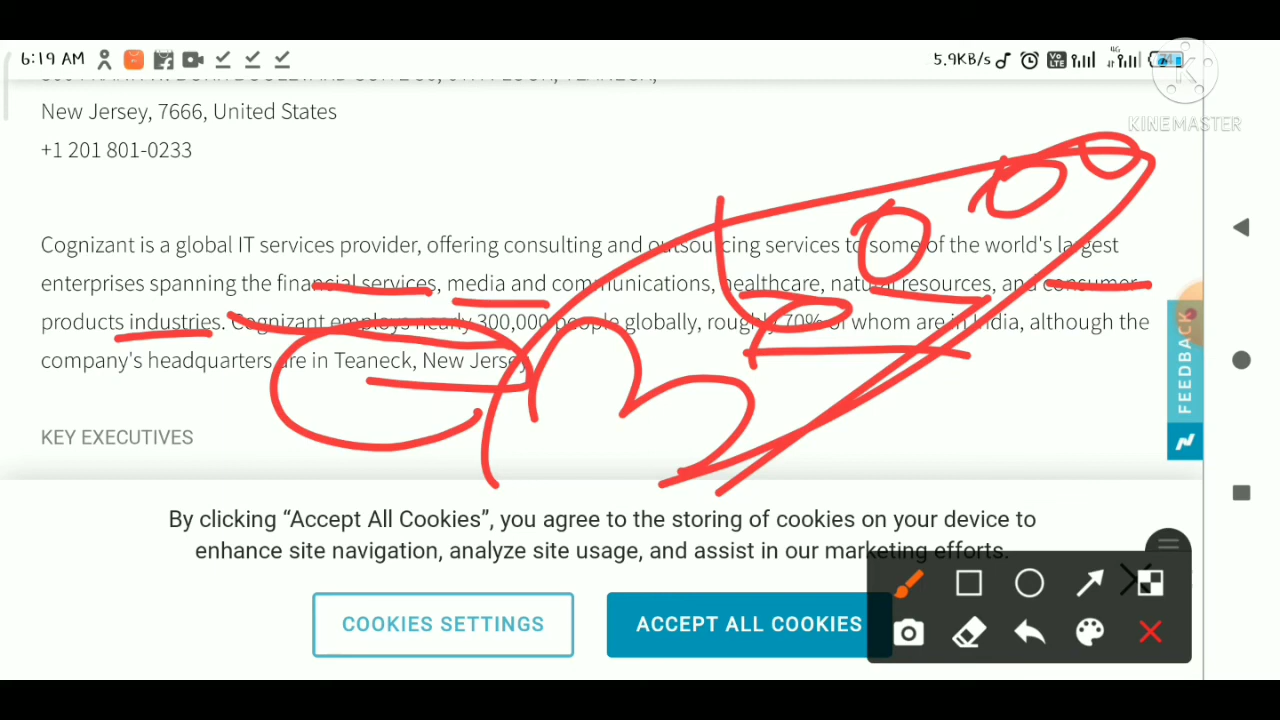 6:19 AM
5.9KB/s
Vo LTE
4G
74
KINEMASTER
New Jersey, 7666, United States
+1 201 801-0233
Cognizant is a global IT services provider, offering consulting and outsourcing services to some of the world's largest
enterprises spanning the financial services, media and communications, healthcare, natural resources, and consumer
products industries. Cognizant employs nearly 300,000 people globally, roughly 70% of whom are in India, although the
company's headquarters are in Teaneck, New Jersey
KEY EXECUTIVES
FEEDBACK
By clicking “Accept All Cookies”, you agree to the storing of cookies on your device to
enhance site navigation, analyze site usage, and assist in our marketing efforts.
COOKIES SETTINGS
ACCEPT ALL COOKIES